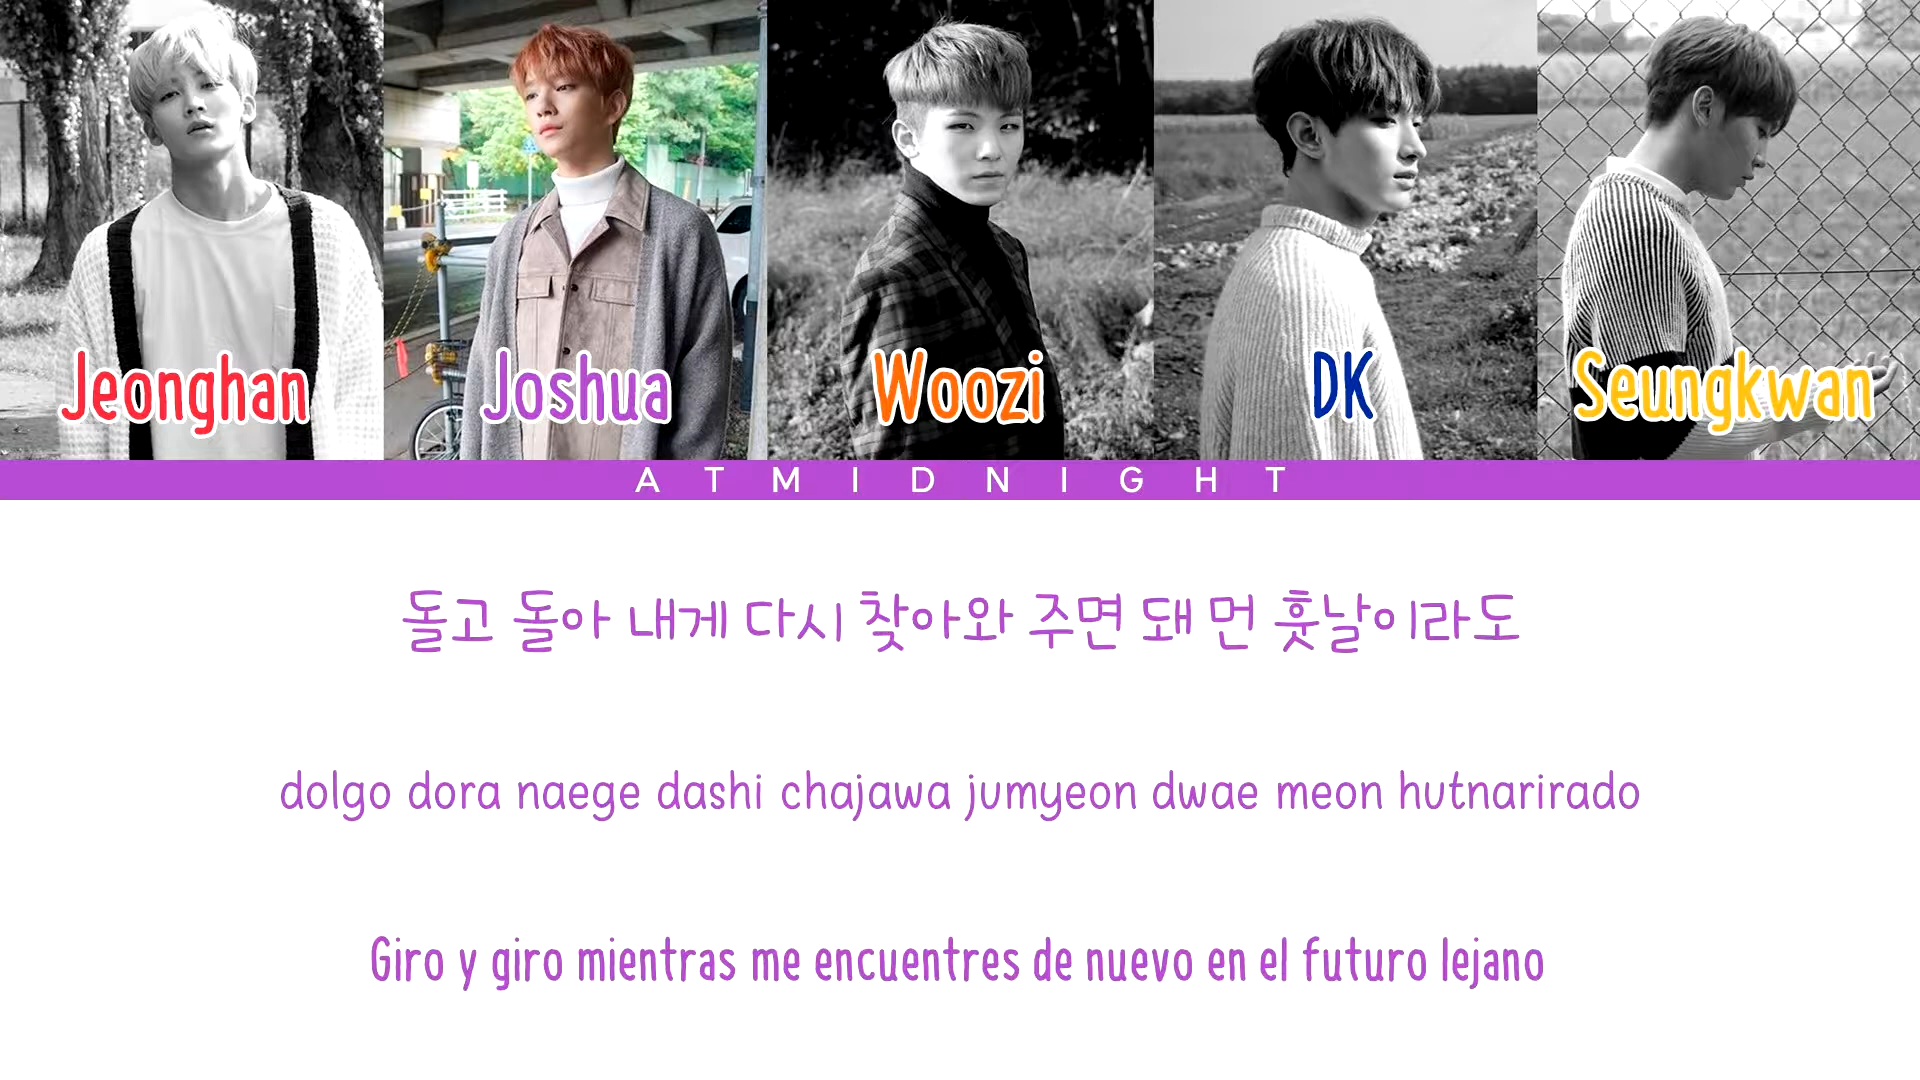 Jeonghan Joshua Woozi DK Seungkwan
ATMIDNIGHT
돌고 돌아 내게 다시 찾아와 주면 돼 먼 훗날이라도
dolgo dora naege dashi chajawa jumyeon dwae meon hutnarirado
Giro y giro mientras me encuentres de nuevo en el futuro lejano